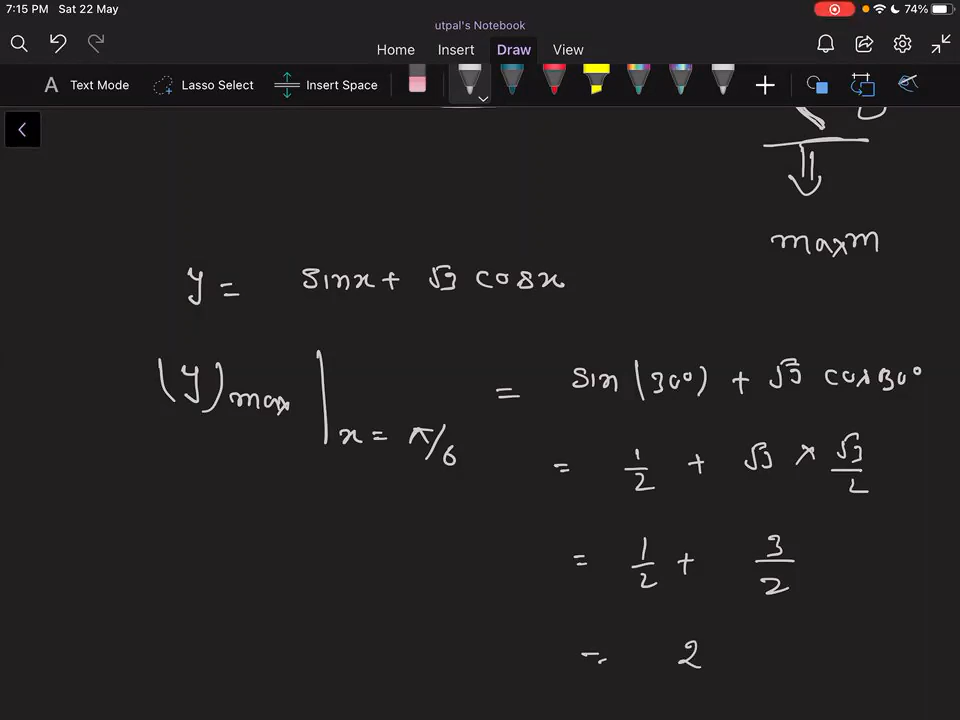 7:15 PM Sat 22 May 74%
utpal's Notebook
Home Insert Draw View
Text Mode Lasso Select Insert Space
maxm
y = sinx + √3 cosx
(y)max | x = π/6 = sin(30°) + √3 cos30°
= 1/2 + √3 × √3/2
= 1/2 + 3/2
= 2